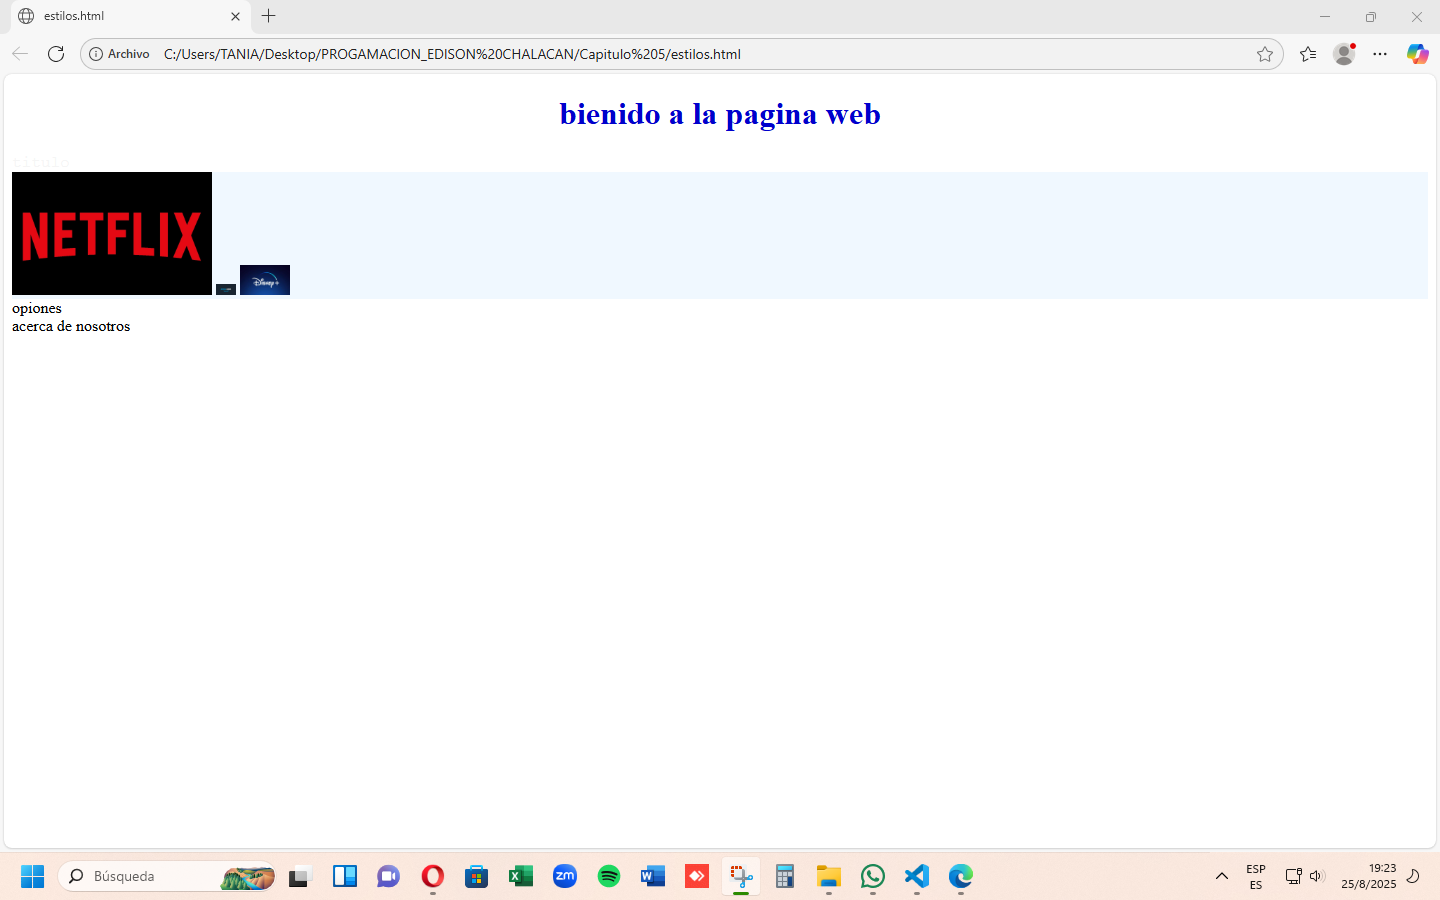 estilos.html
Archivo C:/Users/TANIA/Desktop/PROGAMACION_EDISON%20CHALACAN/Capitulo%205/estilos.html
bienido a la pagina web
titulo
NETFLIX
Disney+
opiones
acerca de nosotros
Búsqueda
zm
ESP
ES
19:23
25/8/2025